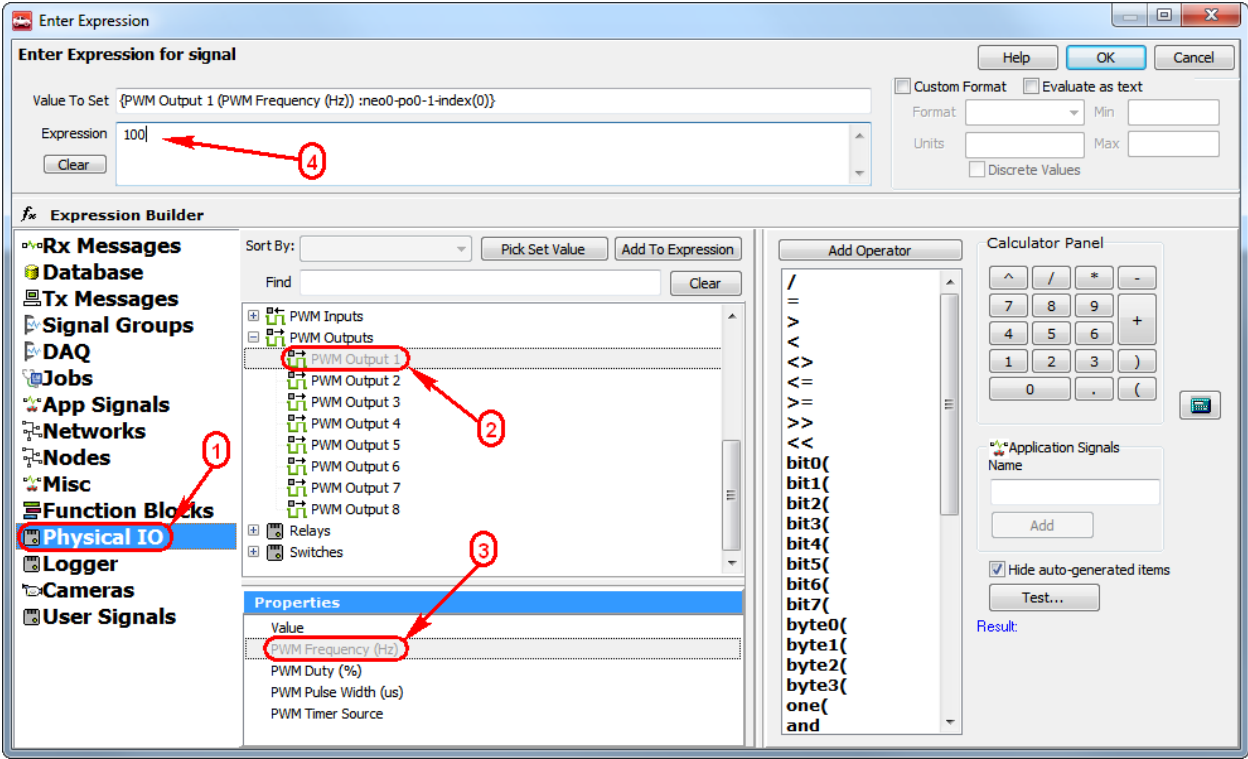 Enter Expression
Enter Expression for signal
Help
OK
Cancel
Value To Set {PWM Output 1 (PWM Frequency (Hz)) :neo0-po0-1-index(0)}
Custom Format
Evaluate as text
Format
Min
Expression 100
Units
Max
Clear
4
Discrete Values
fx Expression Builder
Rx Messages
Database
Tx Messages
Signal Groups
DAQ
Jobs
App Signals
Networks
Nodes
Misc
Function Blocks
Physical IO
Logger
Cameras
User Signals
1
Sort By:
Pick Set Value
Add To Expression
Find
Clear
PWM Inputs
PWM Outputs
PWM Output 1
PWM Output 2
PWM Output 3
PWM Output 4
PWM Output 5
PWM Output 6
PWM Output 7
PWM Output 8
Relays
Switches
2
3
Properties
Value
PWM Frequency (Hz)
PWM Duty (%)
PWM Pulse Width (us)
PWM Timer Source
Add Operator
/
=
>
<
<>
<=
>=
>>
<<
bit0(
bit1(
bit2(
bit3(
bit4(
bit5(
bit6(
bit7(
byte0(
byte1(
byte2(
byte3(
one(
and
Calculator Panel
^ / * -
7 8 9 +
4 5 6
1 2 3 )
0 . (
Application Signals
Name
Add
Hide auto-generated items
Test...
Result: